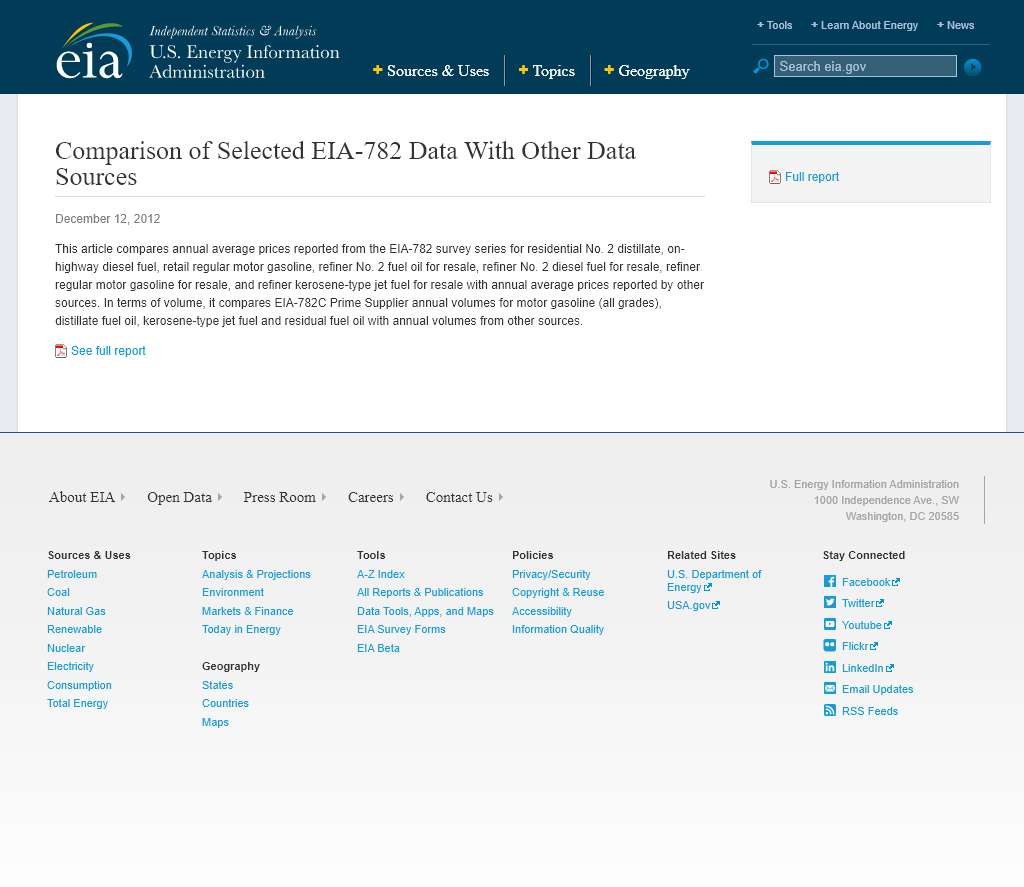 Independent Statistics & Analysis
eia
U.S. Energy Information
Administration
+ Sources & Uses
+ Topics
+ Geography
+ Tools
+ Learn About Energy
+ News
Search eia.gov
Comparison of Selected EIA-782 Data With Other Data
Sources
December 12, 2012
This article compares annual average prices reported from the EIA-782 survey series for residential No. 2 distillate, on-
highway diesel fuel, retail regular motor gasoline, refiner No. 2 fuel oil for resale, refiner No. 2 diesel fuel for resale, refiner
regular motor gasoline for resale, and refiner kerosene-type jet fuel for resale with annual average prices reported by other
sources. In terms of volume, it compares EIA-782C Prime Supplier annual volumes for motor gasoline (all grades),
distillate fuel oil, kerosene-type jet fuel and residual fuel oil with annual volumes from other sources.
See full report
Full report
About EIA
Open Data
Press Room
Careers
Contact Us
U.S. Energy Information Administration
1000 Independence Ave., SW
Washington, DC 20585
Sources & Uses
Petroleum
Coal
Natural Gas
Renewable
Nuclear
Electricity
Consumption
Total Energy
Topics
Analysis & Projections
Environment
Markets & Finance
Today in Energy
Geography
States
Countries
Maps
Tools
A-Z Index
All Reports & Publications
Data Tools, Apps, and Maps
EIA Survey Forms
EIA Beta
Policies
Privacy/Security
Copyright & Reuse
Accessibility
Information Quality
Related Sites
U.S. Department of
Energy
USA.gov
Stay Connected
Facebook
Twitter
Youtube
Flickr
LinkedIn
Email Updates
RSS Feeds